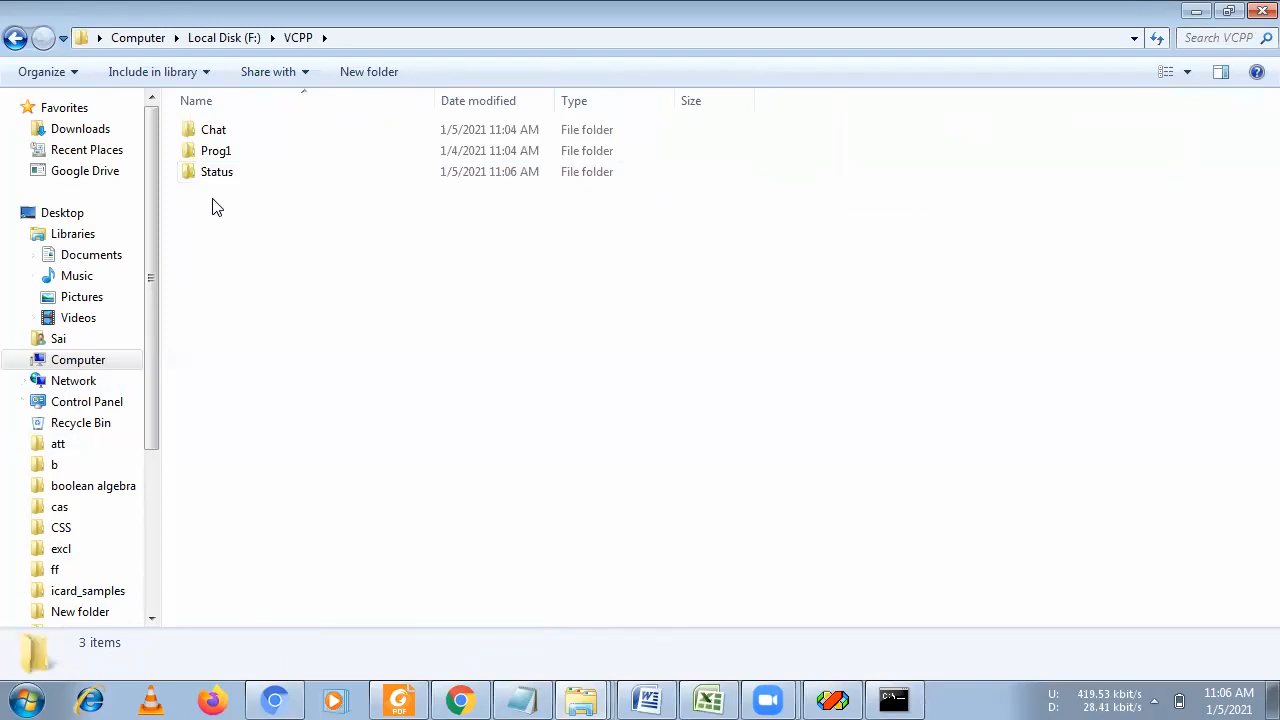 Computer Local Disk (F:) VCPP Search VCPP
Organize Include in library Share with New folder
Name Date modified Type Size
Chat 1/5/2021 11:04 AM File folder
Prog1 1/4/2021 11:04 AM File folder
Status 1/5/2021 11:06 AM File folder
Favorites
Downloads
Recent Places
Google Drive
Desktop
Libraries
Documents
Music
Pictures
Videos
Sai
Computer
Network
Control Panel
Recycle Bin
att
b
boolean algebra
cas
CSS
excl
ff
icard_samples
New folder
3 items
PDF
C:\.
U: 419.53 kbit/s
D: 28.41 kbit/s
11:06 AM
1/5/2021